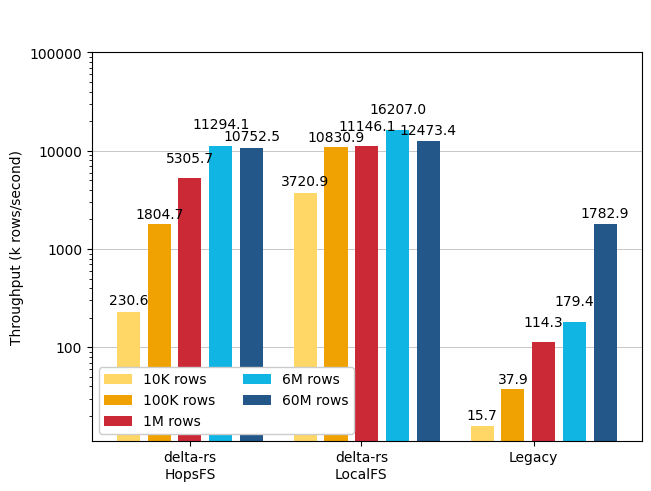 100000
10000
1000
100
Throughput (k rows/second)
230.6
1804.7
5305.7
11294.1
10752.5
3720.9
10830.9
11146.1
16207.0
12473.4
15.7
37.9
114.3
179.4
1782.9
10K rows
100K rows
1M rows
6M rows
60M rows
delta-rs
HopsFS
delta-rs
LocalFS
Legacy